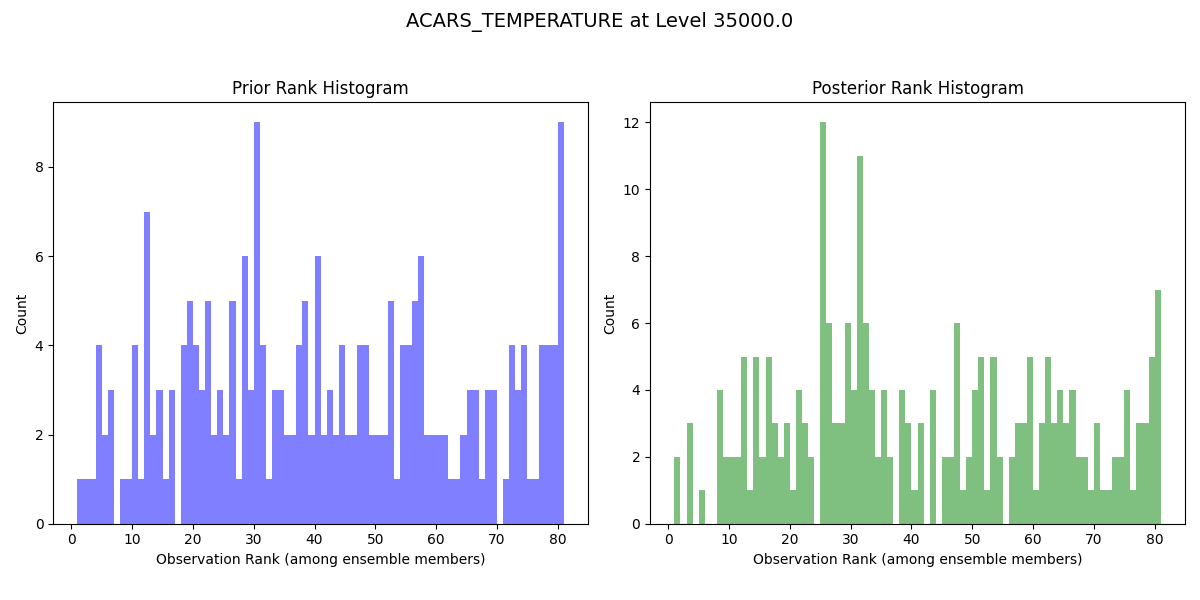 ACARS_TEMPERATURE at Level 35000.0
Prior Rank Histogram
Count
8
6
4
2
0
0 10 20 30 40 50 60 70 80
Observation Rank (among ensemble members)
Posterior Rank Histogram
Count
12
10
8
6
4
2
0
0 10 20 30 40 50 60 70 80
Observation Rank (among ensemble members)